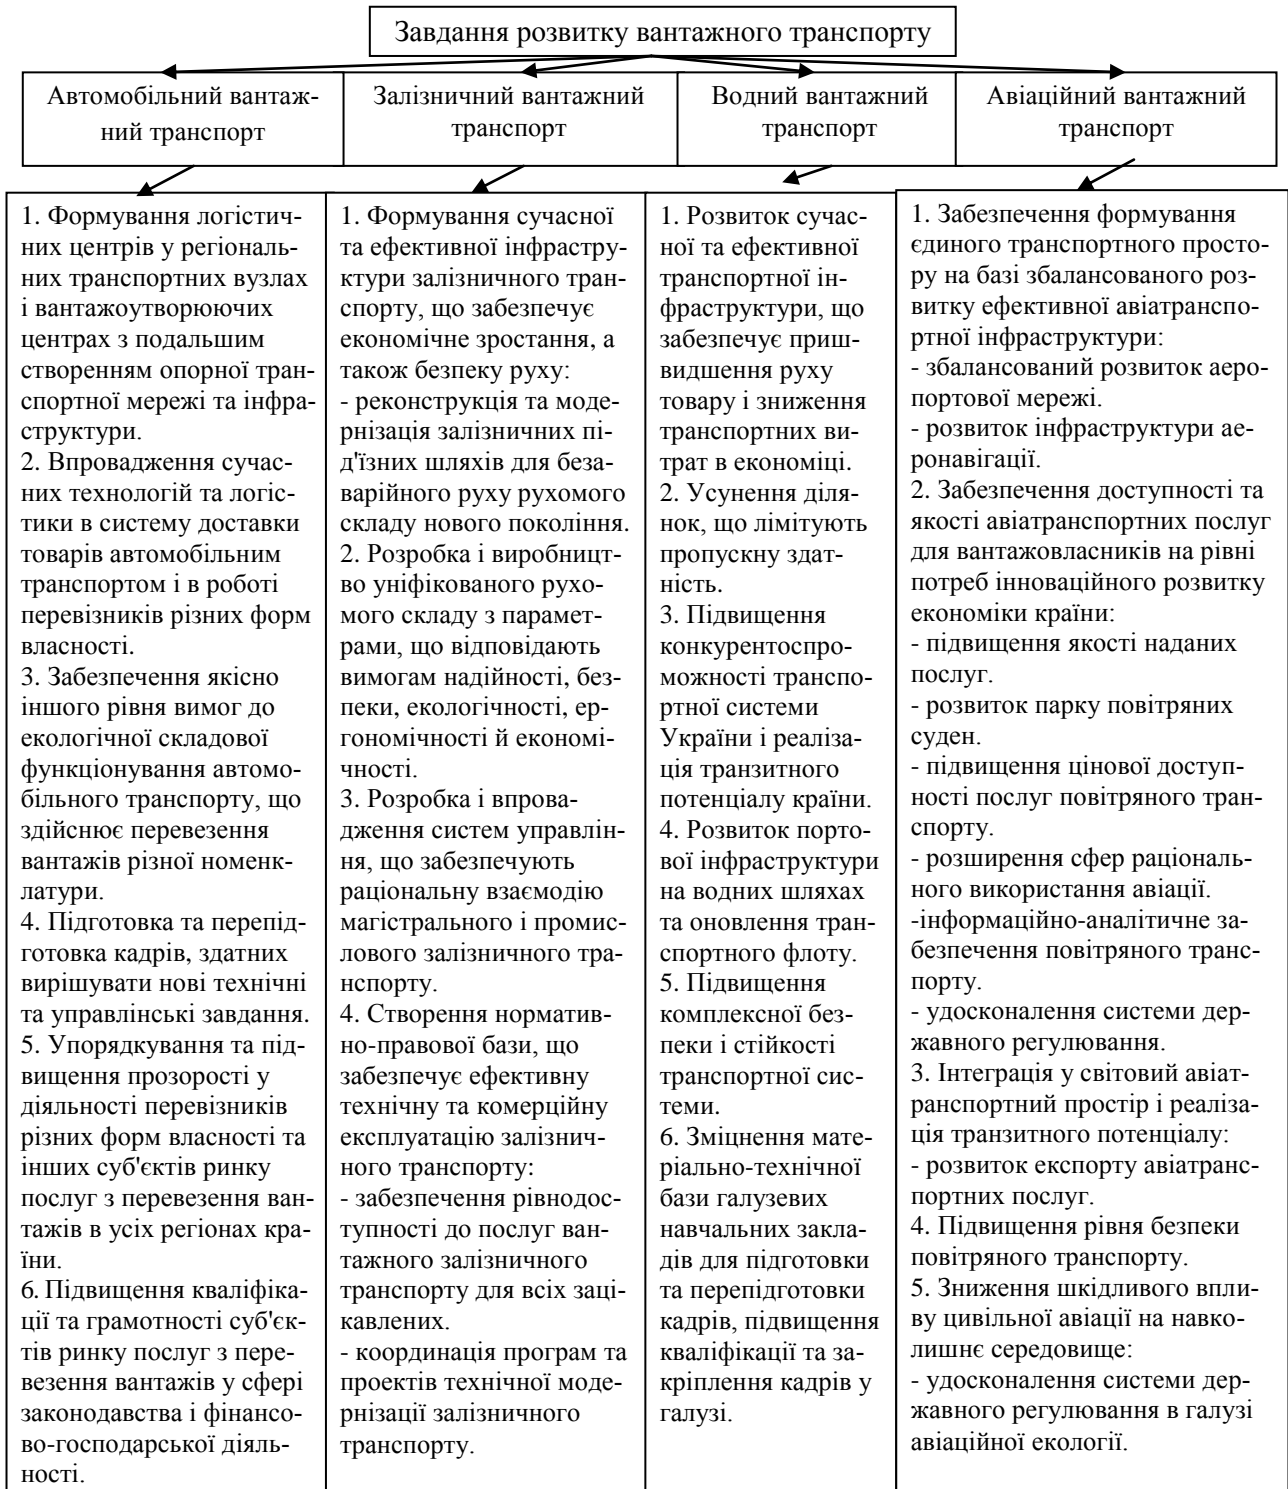 Завдання розвитку вантажного транспорту
Автомобільний вантаж-
ний транспорт
Залізничний вантажний
транспорт
Водний вантажний
транспорт
Авіаційний вантажний
транспорт
1. Формування логістич-
них центрів у регіональ-
них транспортних вузлах
і вантажоутворюючих
центрах з подальшим
створенням опорної тран-
спортної мережі та інфра-
структури.
2. Впровадження сучас-
них технологій та логіс-
тики в систему доставки
товарів автомобільним
транспортом і в роботі
перевізників різних форм
власності.
3. Забезпечення якісно
іншого рівня вимог до
екологічної складової
функціонування автомо-
більного транспорту, що
здійснює перевезення
вантажів різної номенк-
латури.
4. Підготовка та перепід-
готовка кадрів, здатних
вирішувати нові технічні
та управлінські завдання.
5. Упорядкування та під-
вищення прозорості у
діяльності перевізників
різних форм власності та
інших суб'єктів ринку
послуг з перевезення ван-
тажів в усіх регіонах кра-
їни.
6. Підвищення кваліфіка-
ції та грамотності суб'єк-
тів ринку послуг з пере-
везення вантажів у сфері
законодавства і фінансо-
во-господарської діяль-
ності.
1. Формування сучасної
та ефективної інфрастру-
ктури залізничного тран-
спорту, що забезпечує
економічне зростання, а
також безпеку руху:
- реконструкція та моде-
рнізація залізничних пі-
д'їзних шляхів для беза-
варійного руху рухомого
складу нового покоління.
2. Розробка і виробницт-
во уніфікованого рухо-
мого складу з парамет-
рами, що відповідають
вимогам надійності, без-
пеки, екологічності, ер-
гономічності й економі-
чності.
3. Розробка і впрова-
дження систем управлін-
ня, що забезпечують
раціональну взаємодію
магістрального і промис-
лового залізничного тра-
нспорту.
4. Створення норматив-
но-правової бази, що
забезпечує ефективну
технічну та комерційну
експлуатацію залізнич-
ного транспорту:
- забезпечення рівнодос-
тупності до послуг ван-
тажного залізничного
транспорту для всіх заці-
кавлених.
- координація програм та
проектів технічної моде-
рнізації залізничного
транспорту.
1. Розвиток сучас-
ної та ефективної
транспортної ін-
фраструктури, що
забезпечує приш-
видшення руху
товару і зниження
транспортних ви-
трат в економіці.
2. Усунення діля-
нок, що лімітують
пропускну здат-
ність.
3. Підвищення
конкурентоспро-
можності транспо-
ртної системи
України і реаліза-
ція транзитного
потенціалу країни.
4. Розвиток порто-
вої інфраструктури
на водних шляхах
та оновлення тран-
спортного флоту.
5. Підвищення
комплексної без-
пеки і стійкості
транспортної сис-
теми.
6. Зміцнення мате-
ріально-технічної
бази галузевих
навчальних закла-
дів для підготовки
та перепідготовки
кадрів, підвищення
кваліфікації та за-
кріплення кадрів у
галузі.
1. Забезпечення формування
єдиного транспортного просто-
ру на базі збалансованого роз-
витку ефективної авіатранспо-
ртної інфраструктури:
- збалансований розвиток аеро-
портової мережі.
- розвиток інфраструктури ае-
ронавігації.
2. Забезпечення доступності та
якості авіатранспортних послуг
для вантажовласників на рівні
потреб інноваційного розвитку
економіки країни:
- підвищення якості наданих
послуг.
- розвиток парку повітряних
суден.
- підвищення цінової доступ-
ності послуг повітряного тран-
спорту.
- розширення сфер раціональ-
ного використання авіації.
-інформаційно-аналітичне за-
безпечення повітряного транс-
порту.
- удосконалення системи дер-
жавного регулювання.
3. Інтеграція у світовий авіат-
ранспортний простір і реаліза-
ція транзитного потенціалу:
- розвиток експорту авіатранс-
портних послуг.
4. Підвищення рівня безпеки
повітряного транспорту.
5. Зниження шкідливого впли-
ву цивільної авіації на навко-
лишнє середовище:
- удосконалення системи дер-
жавного регулювання в галузі
авіаційної екології.